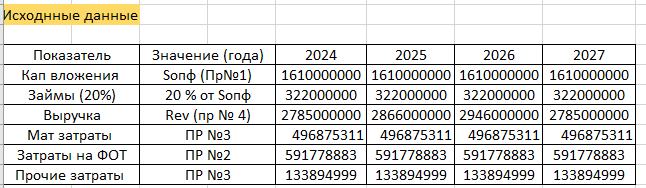 Исходнные данные
Показатель Значение (года) 2024 2025 2026 2027
Кап вложения Sопф (Пр№1) 1610000000 1610000000 1610000000 1610000000
Займы (20%) 20 % от Sопф 322000000 322000000 322000000 322000000
Выручка Rev (пр № 4) 2785000000 2866000000 2946000000 2785000000
Мат затраты ПР №3 496875311 496875311 496875311 496875311
Затраты на ФОТ ПР №2 591778883 591778883 591778883 591778883
Прочие затраты ПР №3 133894999 133894999 133894999 133894999